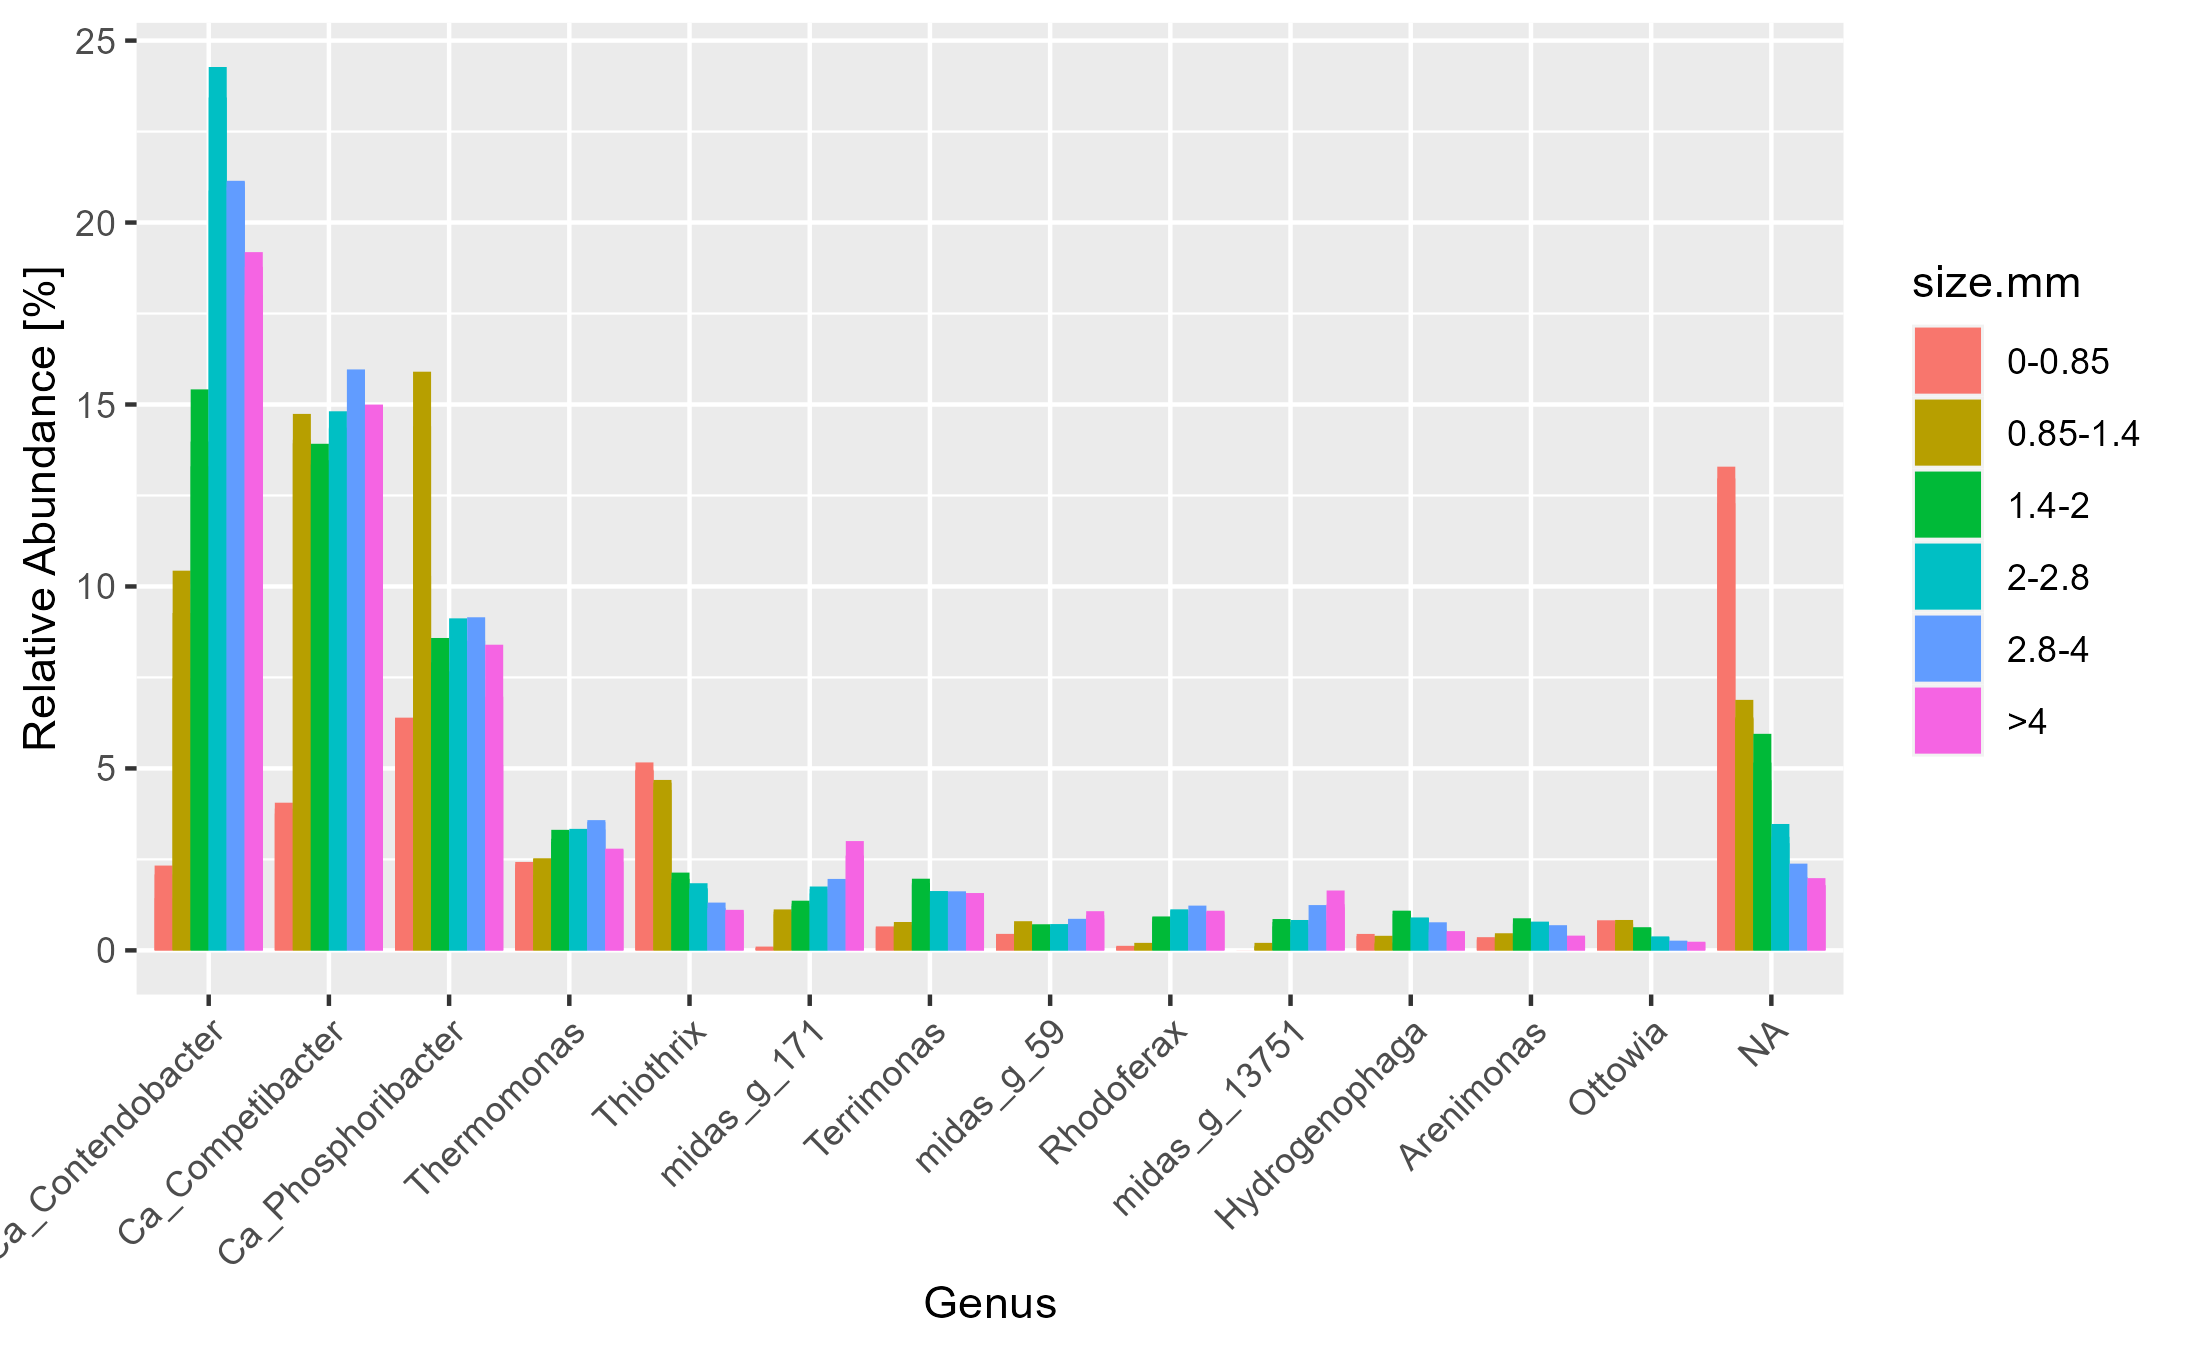 Relative Abundance [%]
25
20
15
10
5
0
Ca_Contendobacter
Ca_Competibacter
Ca_Phosphoribacter
Thermomonas
Thiothrix
midas_g_171
Terrimonas
midas_g_59
Rhodoferax
midas_g_13751
Hydrogenophaga
Arenimonas
Ottowia
NA
Genus
size.mm
0-0.85
0.85-1.4
1.4-2
2-2.8
2.8-4
>4